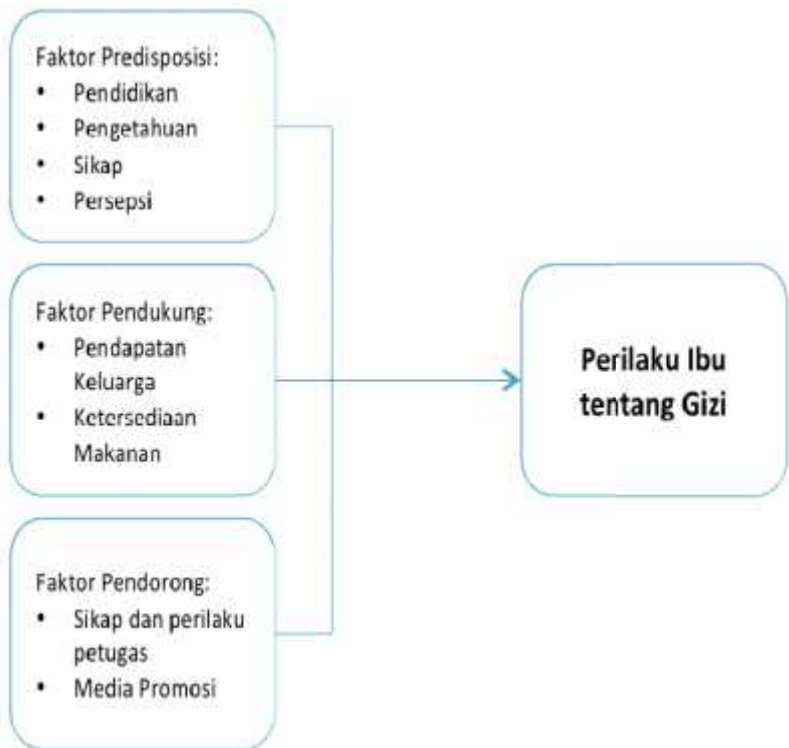 Faktor Predisposisi:
• Pendidikan
• Pengetahuan
• Sikap
• Persepsi
Faktor Pendukung:
• Pendapatan
Keluarga
• Ketersediaan
Makanan
Faktor Pendorong:
• Sikap dan perilaku
petugas
• Media Promosi
Perilaku Ibu
tentang Gizi